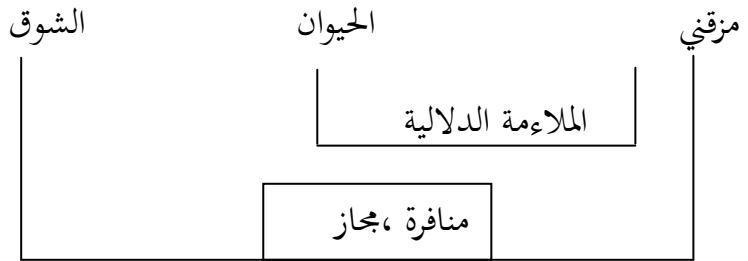 مزقني الحيوان الشوق
الملاءمة الدلالية
منافرة ،مجاز